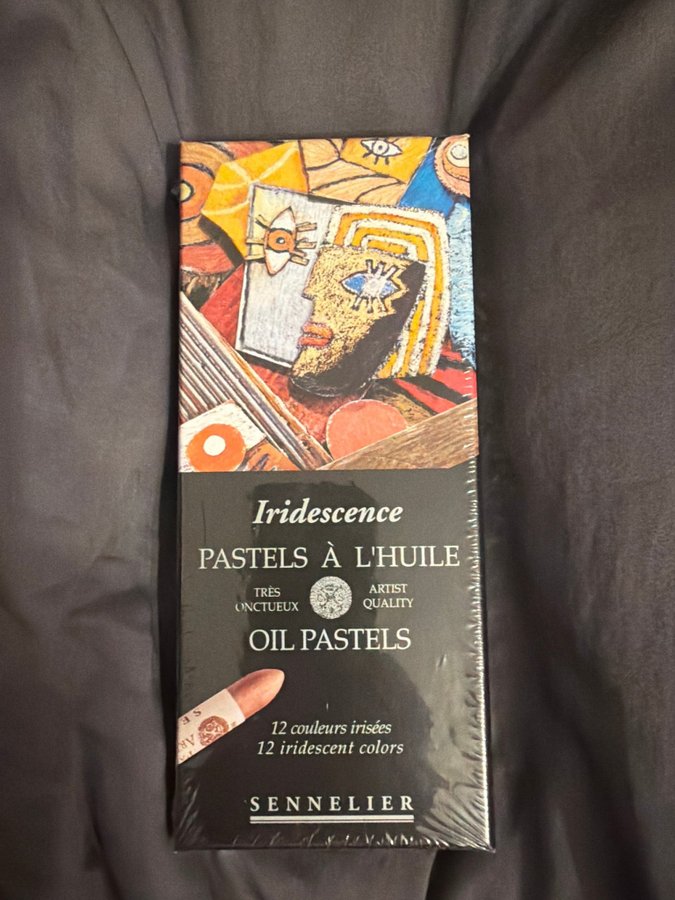 Iridescence
PASTELS À L'HUILE
TRÈS ONCTUEUX
ARTIST QUALITY
OIL PASTELS
12 couleurs irisées
12 iridescent colors
SENNELIER